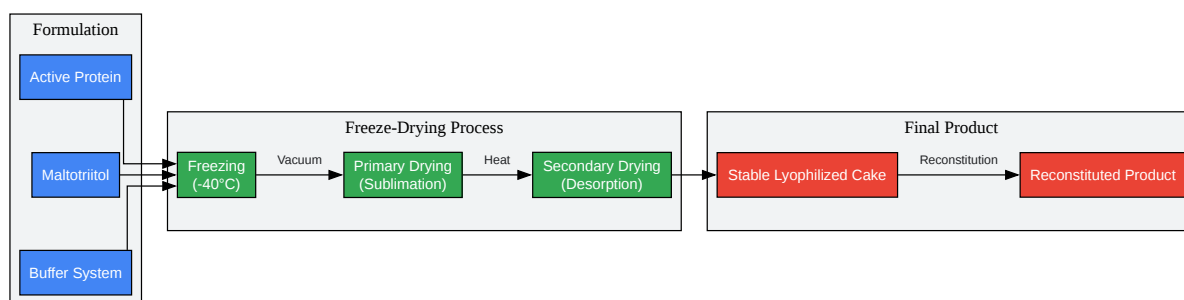 Formulation
Active Protein
Maltotriitol
Buffer System
Freeze-Drying Process
Freezing
(-40°C)
Vacuum
Primary Drying
(Sublimation)
Heat
Secondary Drying
(Desorption)
Final Product
Stable Lyophilized Cake
Reconstitution
Reconstituted Product